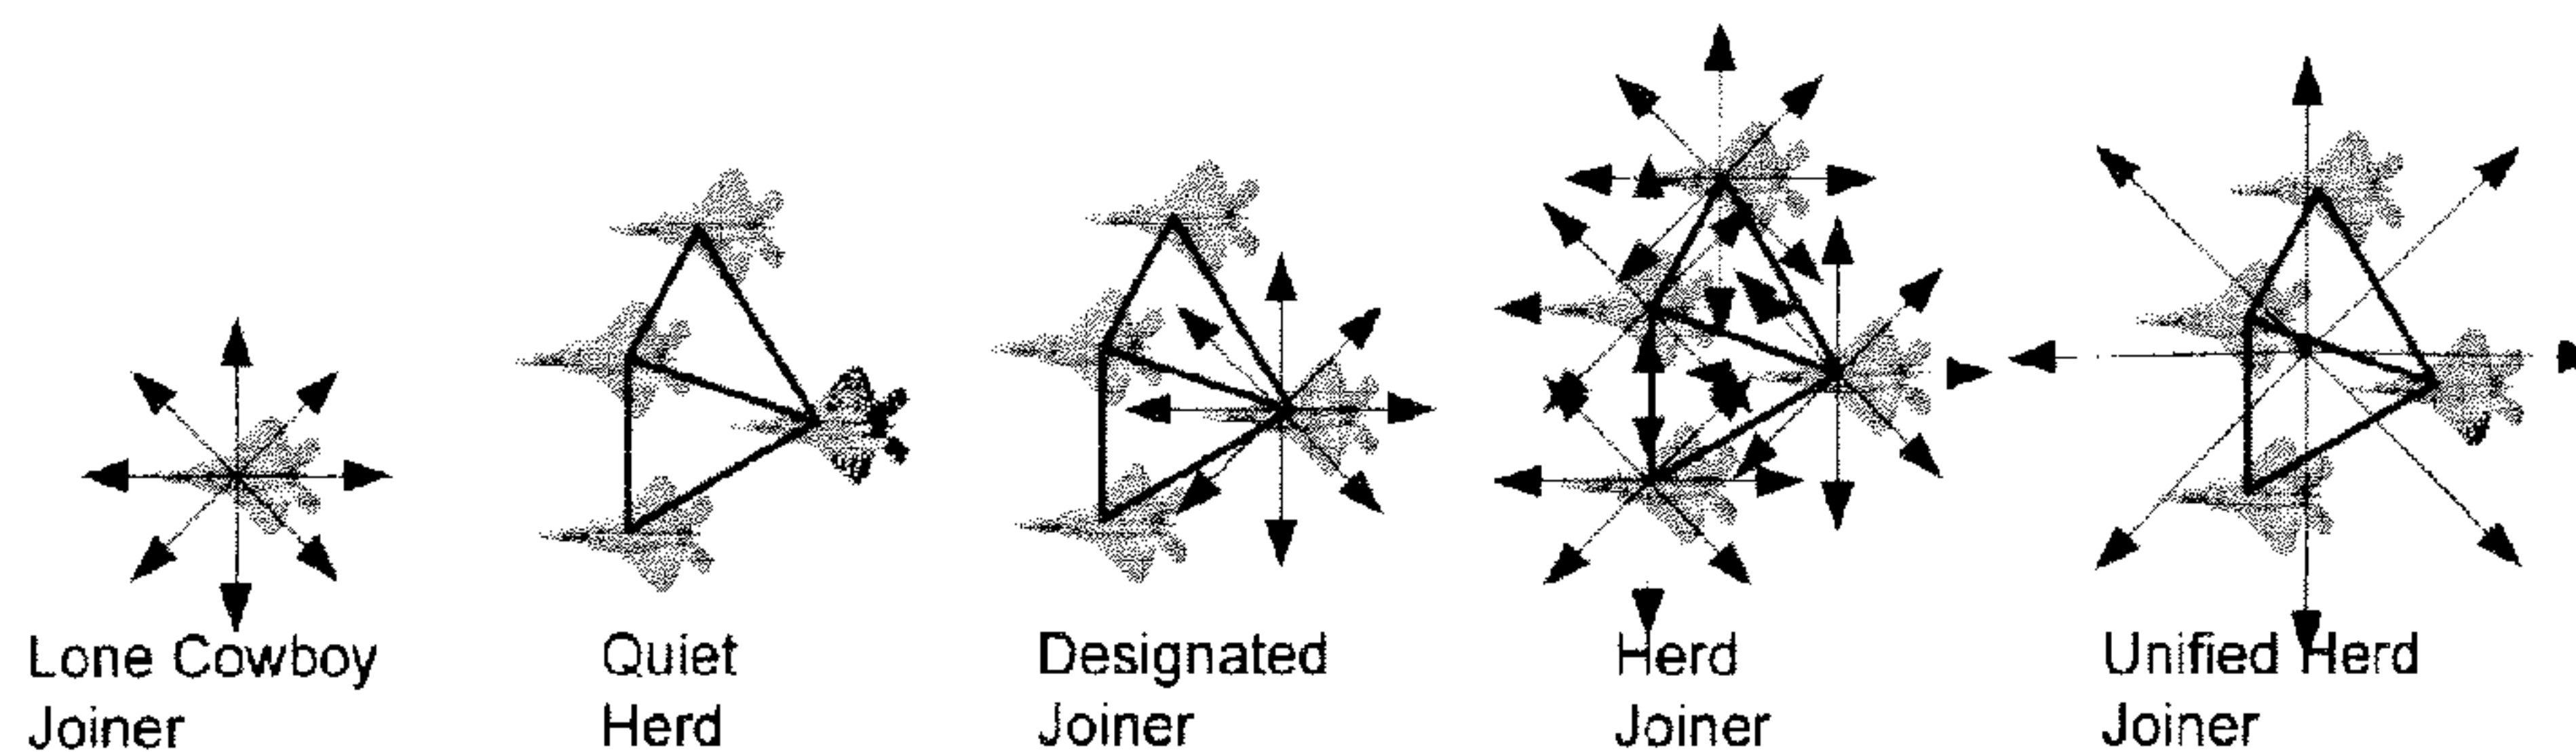 Lone Cowboy
Joiner
Quiet
Herd
Designated
Joiner
Herd
Joiner
Unified Herd
Joiner